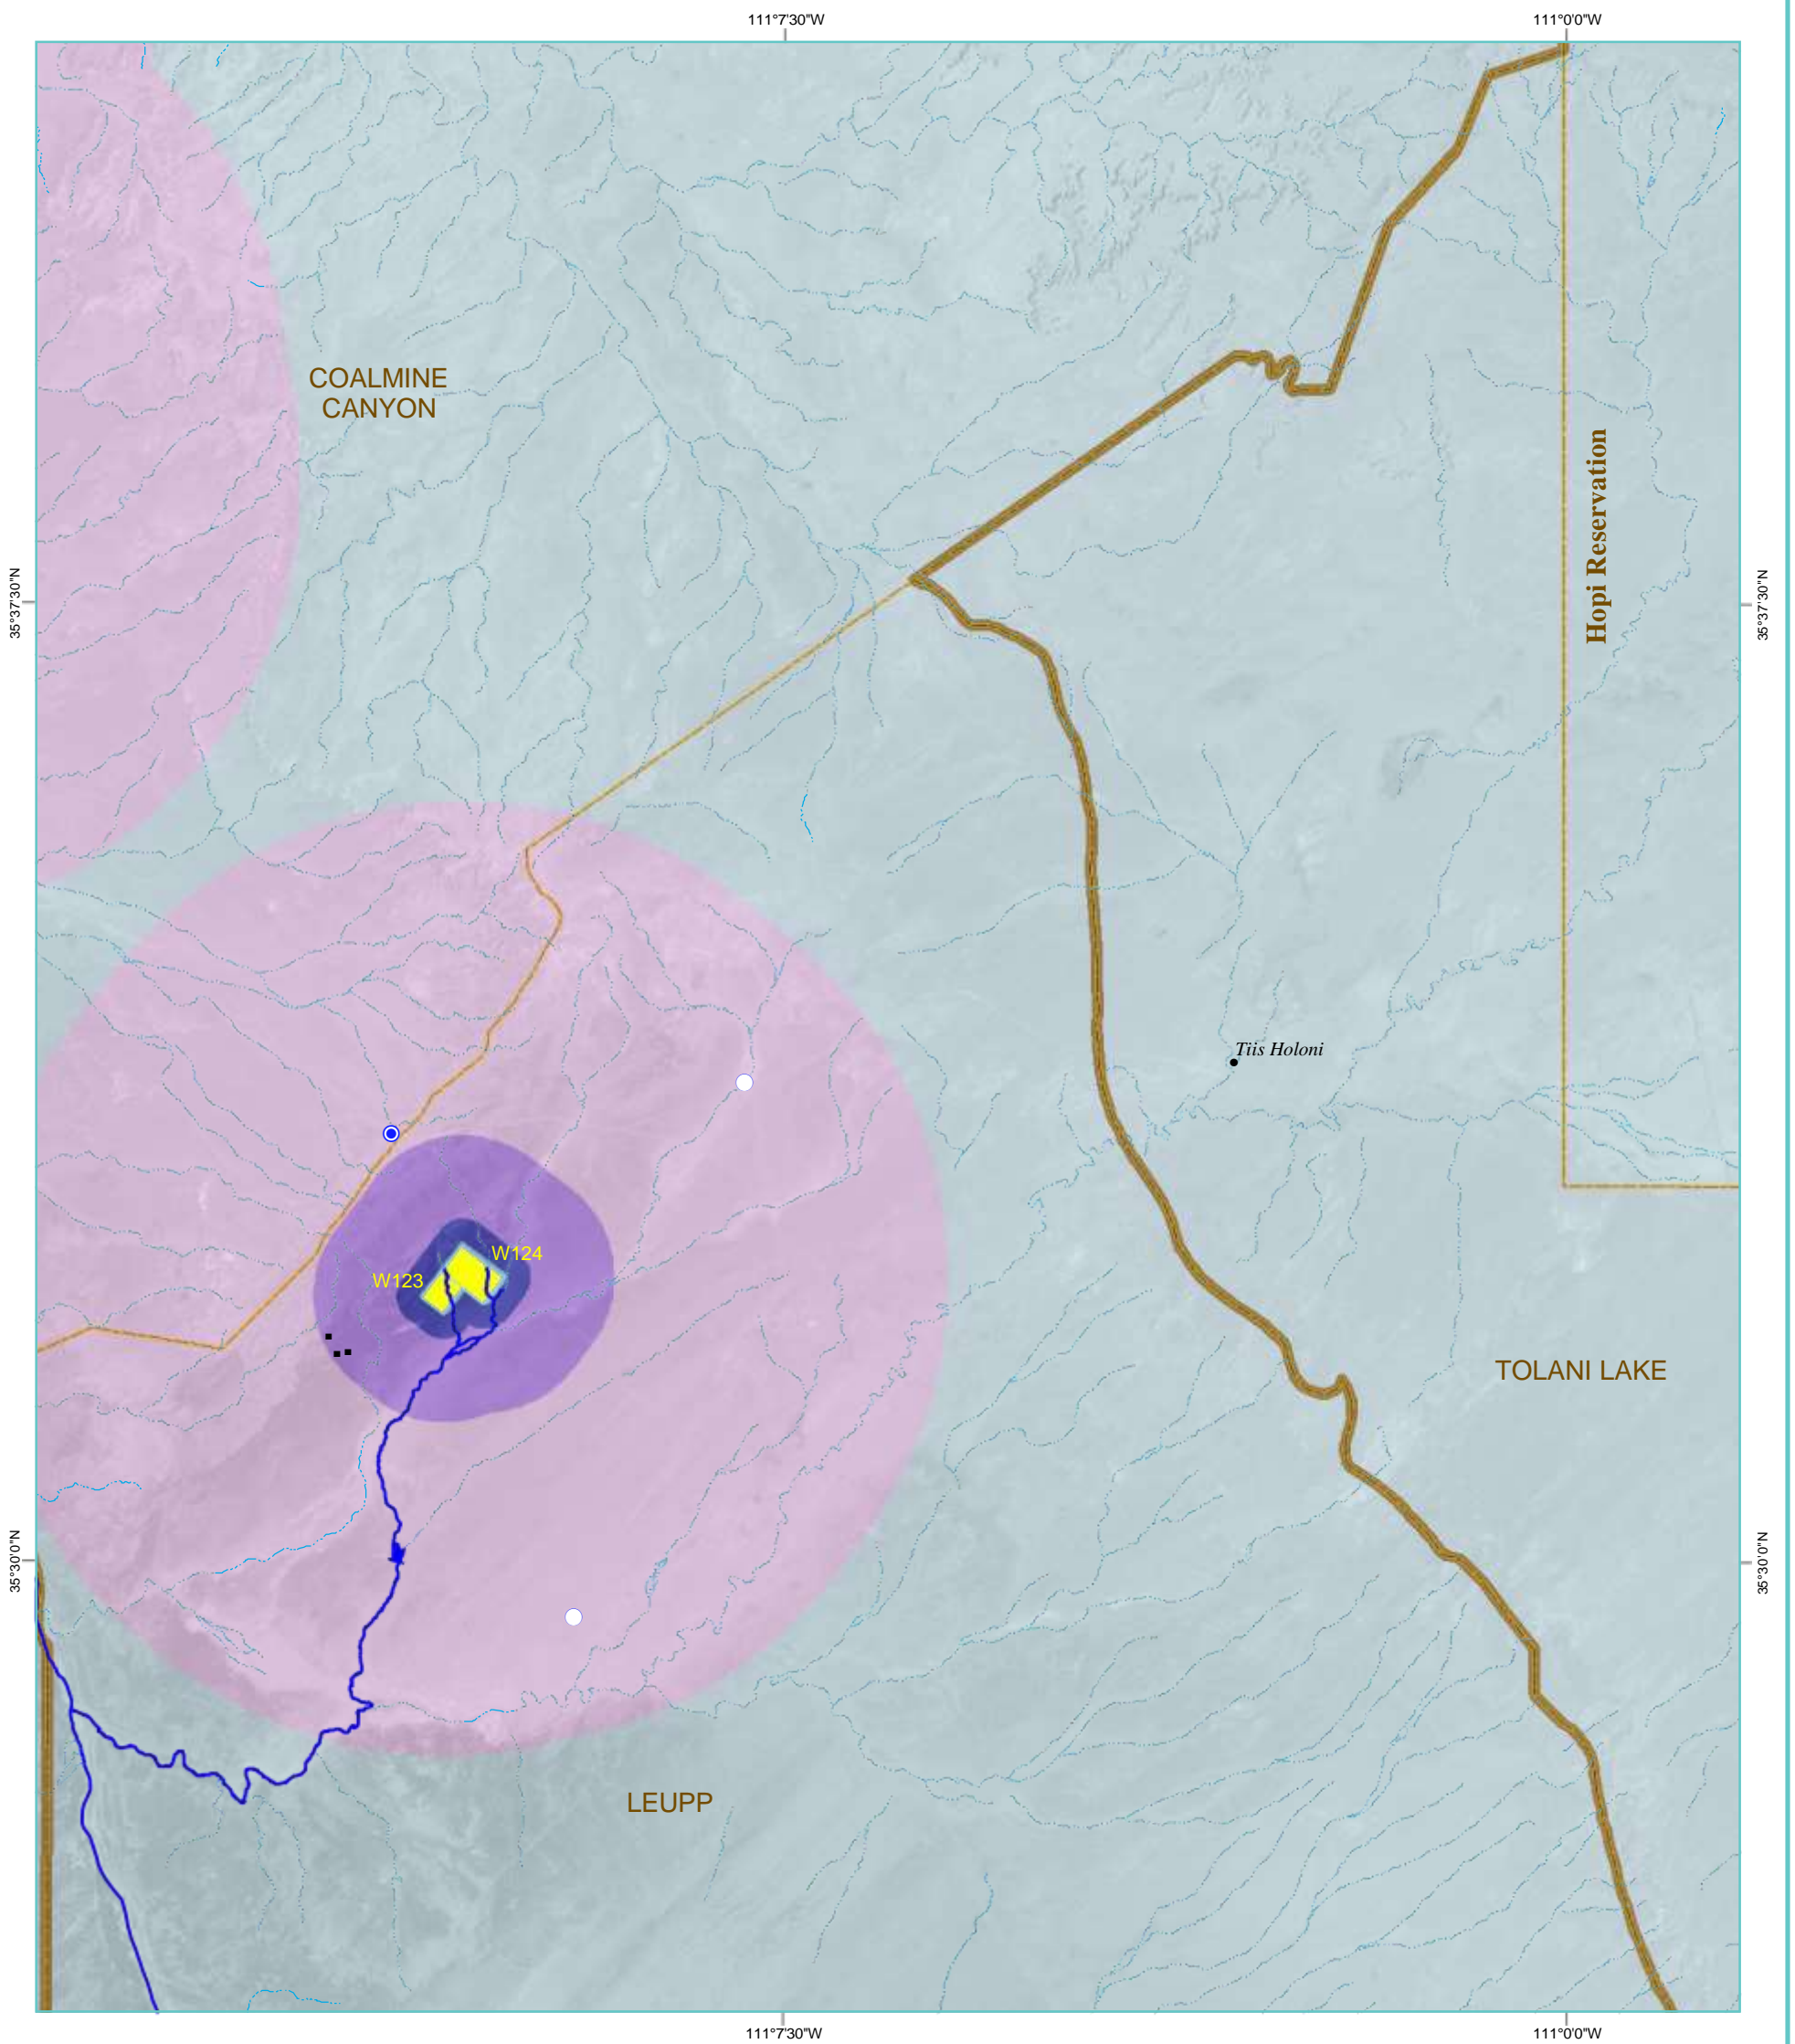 111°7'30"W
111°0'0"W
COALMINE
CANYON
Hopi Reservation
35°37'30"N
35°37'30"N
Tiis Holoni
W124
W123
TOLANI LAKE
35°30'0"N
35°30'0"N
LEUPP
111°7'30"W
111°0'0"W